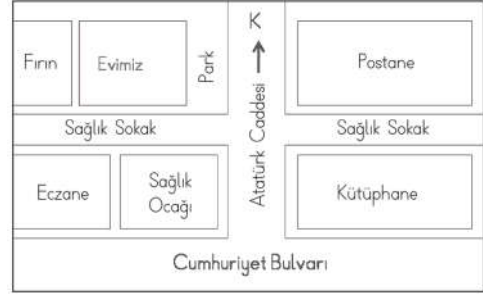 K
Fırın
Evimiz
Park
Postane
Sağlık Sokak
Atatürk Caddesi
Sağlık Sokak
Eczane
Sağlık
Ocağı
Kütüphane
Cumhuriyet Bulvarı